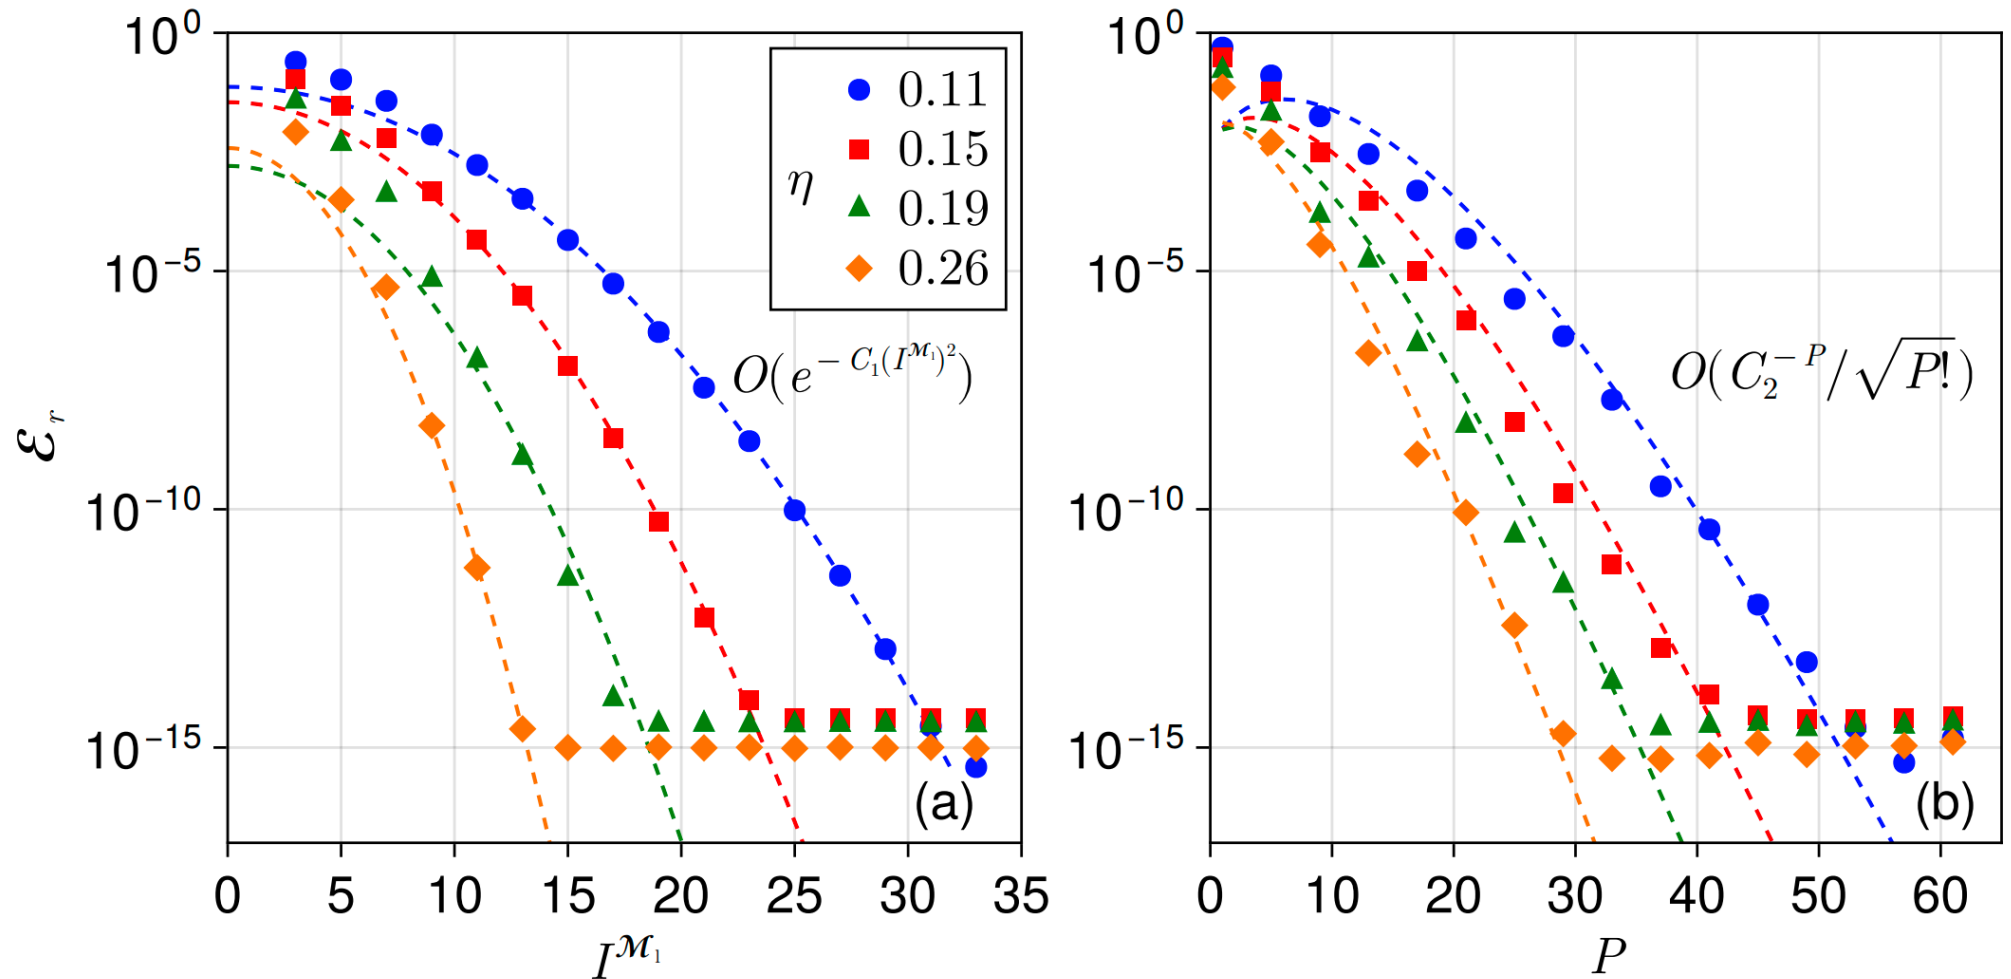 10^0
10^{-5}
10^{-10}
10^{-15}
ℰ_r
0 5 10 15 20 25 30 35
I^{ℳ_1}
η
0.11
0.15
0.19
0.26
O(e^{- C_1(I^{ℳ_1})^2})
(a)
10^0
10^{-5}
10^{-10}
10^{-15}
0 10 20 30 40 50 60
P
O(C_2^{-P}/√P!)
(b)